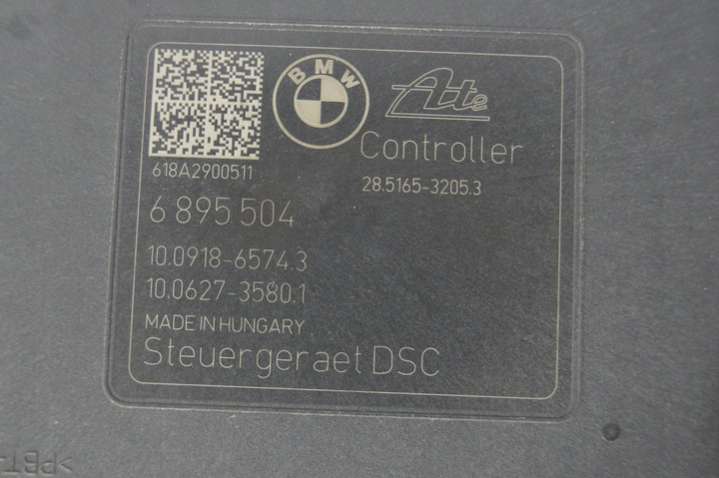 BMW
Ate
Controller
618A2900511
28.5165-3205.3
6 895 504
10.0918-6574.3
10.0627-3580.1
MADE IN HUNGARY
Steuergeraet DSC
>PBT